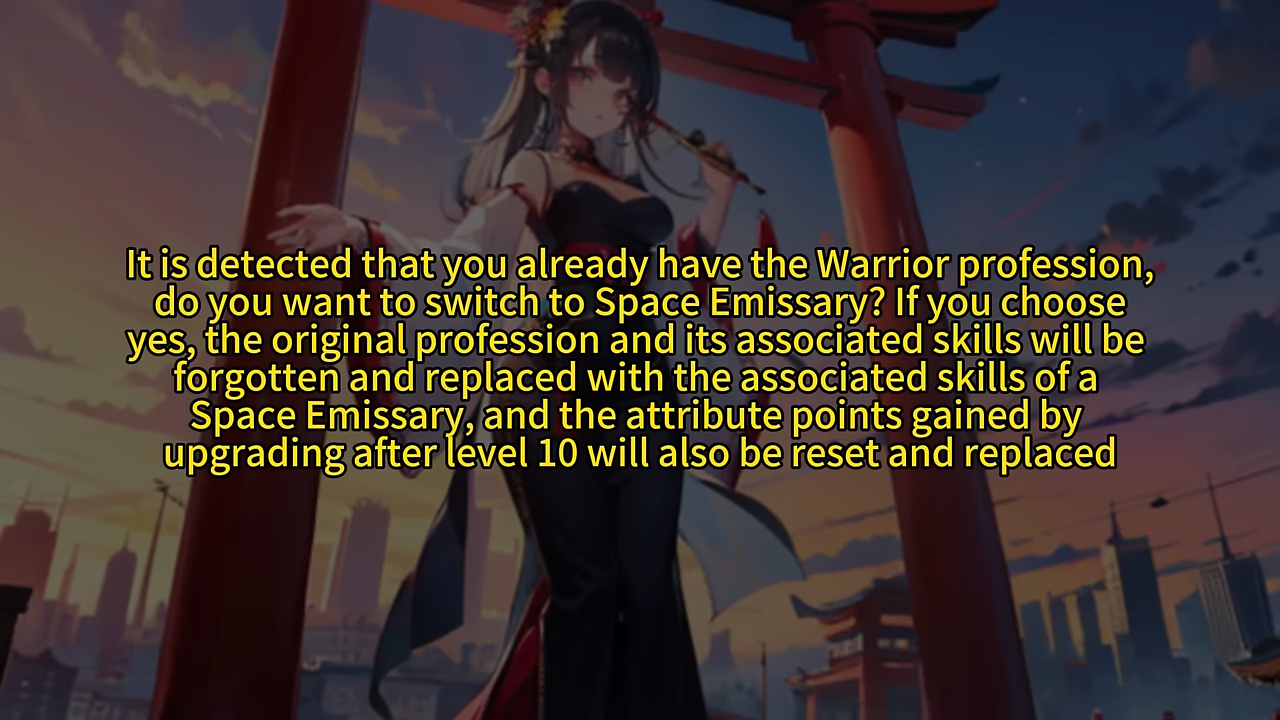 It is detected that you already have the Warrior profession,
do you want to switch to Space Emissary? If you choose
yes, the original profession and its associated skills will be
forgotten and replaced with the associated skills of a
Space Emissary, and the attribute points gained by
upgrading after level 10 will also be reset and replaced